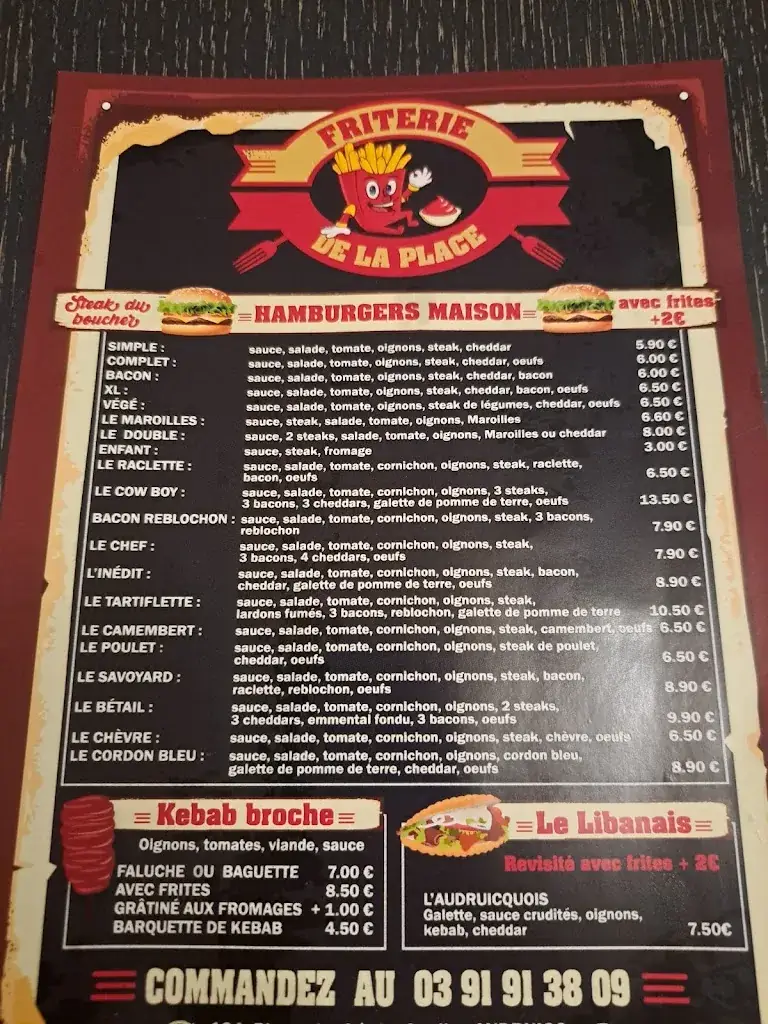 FRITERIE
DE LA PLACE
Steak du
boucher
HAMBURGERS MAISON
avec frites
+2€
SIMPLE : sauce, salade, tomate, oignons, steak, cheddar 5.90 €
COMPLET : sauce, salade, tomate, oignons, steak, cheddar, oeufs 6.00 €
BACON : sauce, salade, tomate, oignons, steak, cheddar, bacon 6.00 €
XL : sauce, salade, tomate, oignons, steak, cheddar, bacon, oeufs 6.50 €
VÉGÉ : sauce, salade, tomate, oignons, steak de légumes, cheddar, oeufs 6.50 €
LE MAROILLES : sauce, steak, salade, tomate, oignons, Maroilles 6.60 €
LE DOUBLE : sauce, 2 steaks, salade, tomate, oignons, Maroilles ou cheddar 8.00 €
ENFANT : sauce, steak, fromage 3.00 €
LE RACLETTE : sauce, salade, tomate, cornichon, oignons, steak, raclette,
bacon, oeufs 6.50 €
LE COW BOY : sauce, salade, tomate, cornichon, oignons, 3 steaks,
3 bacons, 3 cheddars, galette de pomme de terre, oeufs 13.50 €
BACON REBLOCHON : sauce, salade, tomate, cornichon, oignons, steak, 3 bacons,
reblochon 7.90 €
LE CHEF : sauce, salade, tomate, cornichon, oignons, steak,
3 bacons, 4 cheddars, oeufs 7.90 €
L'INÉDIT : sauce, salade, tomate, cornichon, oignons, steak, bacon,
cheddar, galette de pomme de terre, oeufs 8.90 €
LE TARTIFLETTE : sauce, salade, tomate, cornichon, oignons, steak,
lardons fumés, 3 bacons, reblochon, galette de pomme de terre 10.50 €
LE CAMEMBERT : sauce, salade, tomate, cornichon, oignons, steak, camembert, oeufs 6.50 €
LE POULET : sauce, salade, tomate, cornichon, oignons, steak de poulet,
cheddar, oeufs 6.50 €
LE SAVOYARD : sauce, salade, tomate, cornichon, oignons, steak, bacon,
raclette, reblochon, oeufs 8.90 €
LE BÉTAIL : sauce, salade, tomate, cornichon, oignons, 2 steaks,
3 cheddars, emmental fondu, 3 bacons, oeufs 9.90 €
LE CHÈVRE : sauce, salade, tomate, cornichon, oignons, steak, chèvre, oeufs 6.50 €
LE CORDON BLEU : sauce, salade, tomate, cornichon, oignons, cordon bleu,
galette de pomme de terre, cheddar, oeufs 8.90 €
Kebab broche
Oignons, tomates, viande, sauce
FALUCHE OU BAGUETTE 7.00 €
AVEC FRITES 8.50 €
GRÂTINÉ AUX FROMAGES + 1.00 €
BARQUETTE DE KEBAB 4.50 €
Le Libanais
Revisité avec frites + 2€
L'AUDRUICQUOIS
Galette, sauce crudités, oignons,
kebab, cheddar 7.50€
COMMANDEZ AU 03 91 91 38 09